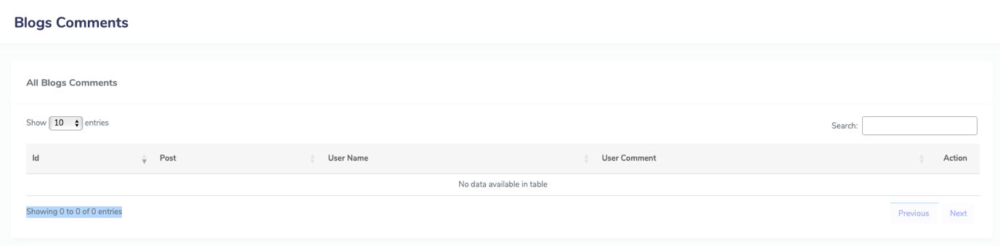 Blogs Comments
All Blogs Comments
Show 10 entries
Search:
Id Post User Name User Comment Action
No data available in table
Showing 0 to 0 of 0 entries
Previous Next